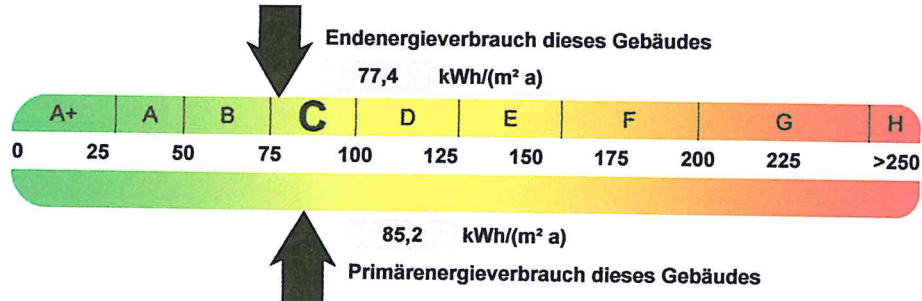 Endenergieverbrauch dieses Gebäudes
77,4 kWh/(m² a)
A+ A B C D E F G H
0 25 50 75 100 125 150 175 200 225 >250
85,2 kWh/(m² a)
Primärenergieverbrauch dieses Gebäudes